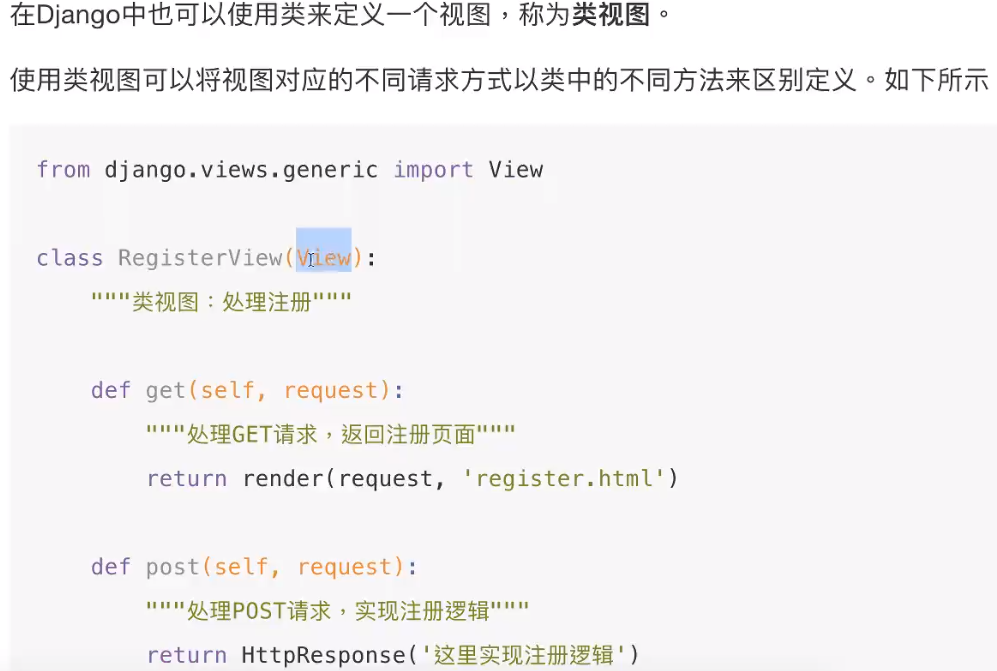 在Django中也可以使用类来定义一个视图，称为类视图。
使用类视图可以将视图对应的不同请求方式以类中的不同方法来区别定义。如下所示
from django.views.generic import View
class RegisterView(View):
"""类视图：处理注册"""
def get(self, request):
"""处理GET请求，返回注册页面"""
return render(request, 'register.html')
def post(self, request):
"""处理POST请求，实现注册逻辑"""
return HttpResponse('这里实现注册逻辑')